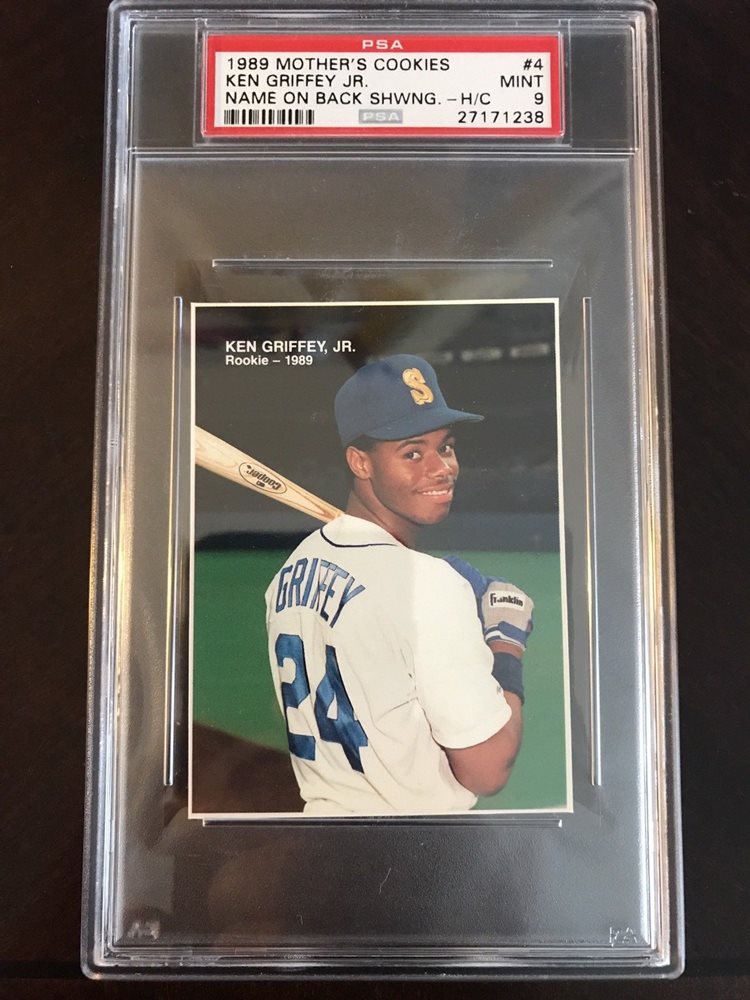 PSA
1989 MOTHER'S COOKIES #4
KEN GRIFFEY JR. MINT
NAME ON BACK SHWNG. -H/C 9
PSA 27171238
KEN GRIFFEY, JR.
Rookie – 1989
S
Cooper
GRIFFEY
24
Franklin